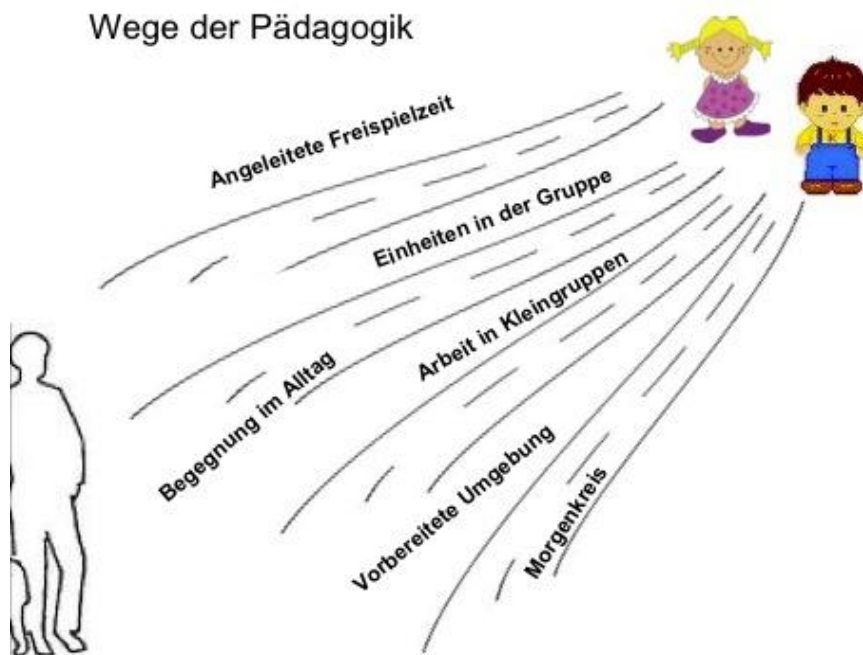 Wege der Pädagogik
Angeleitete Freispielzeit
Einheiten in der Gruppe
Begegnung im Alltag
Arbeit in Kleingruppen
Vorbereitete Umgebung
Morgenkreis